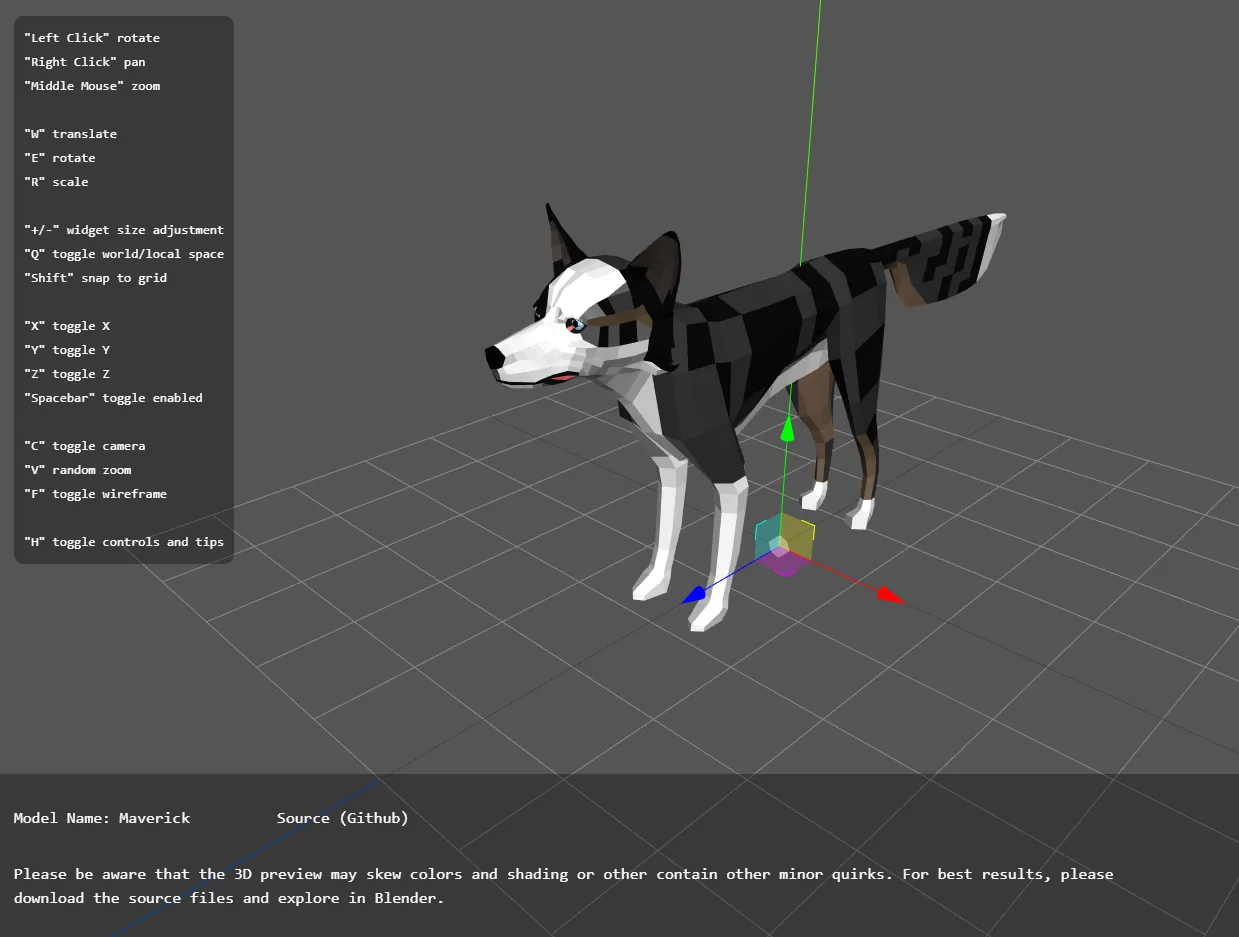 "Left Click" rotate
"Right Click" pan
"Middle Mouse" zoom
"W" translate
"E" rotate
"R" scale
"+/-" widget size adjustment
"Q" toggle world/local space
"Shift" snap to grid
"X" toggle X
"Y" toggle Y
"Z" toggle Z
"Spacebar" toggle enabled
"C" toggle camera
"V" random zoom
"F" toggle wireframe
"H" toggle controls and tips
Model Name: Maverick Source (Github)
Please be aware that the 3D preview may skew colors and shading or other contain other minor quirks. For best results, please
download the source files and explore in Blender.